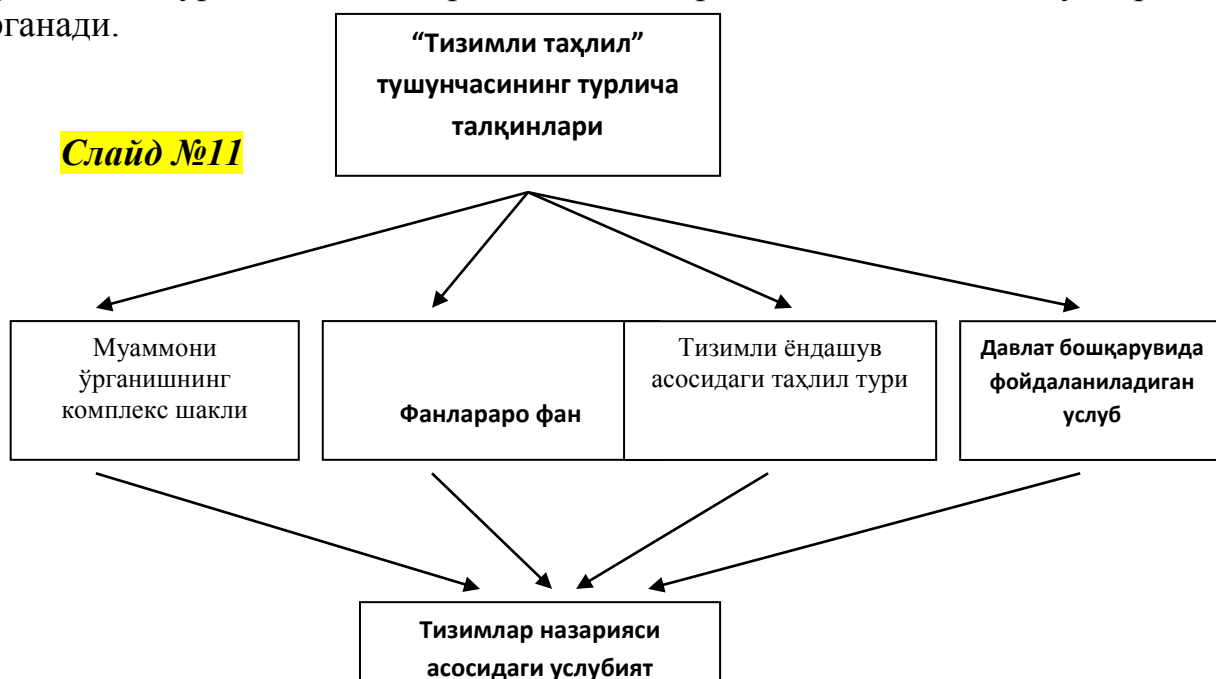 рганади.
“Тизимли таҳлил”
тушунчасининг турлича
талқинлари
Слайд №11
Муаммони
ўрганишнинг
комплекс шакли
Фанлараро фан
Тизимли ёндашув
асосидаги таҳлил тури
Давлат бошқарувида
фойдаланиладиган
услуб
Тизимлар назарияси
асосидаги услубият